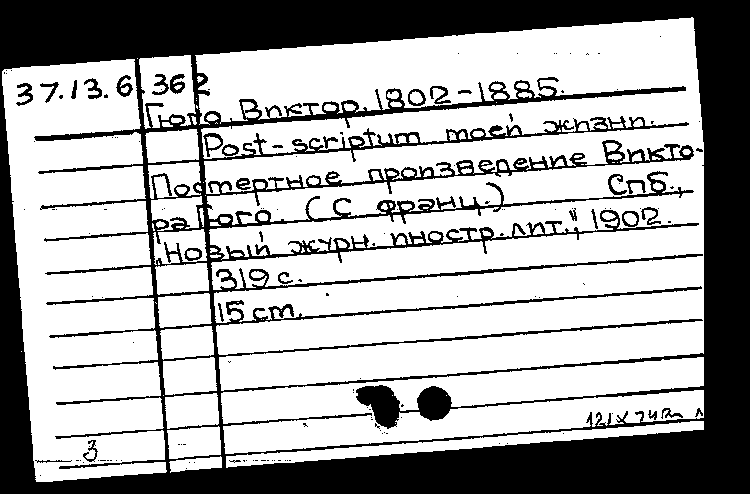 37.13.6.362
Гюго, Виктор, 1802-1885.
Post-scriptum моей жизни.
Посмертное произведение Викто-
ра Гюго. (С франц.) Спб.,
„Новый журн. иностр. лит.", 1902.
319 с.
15 cm.
3